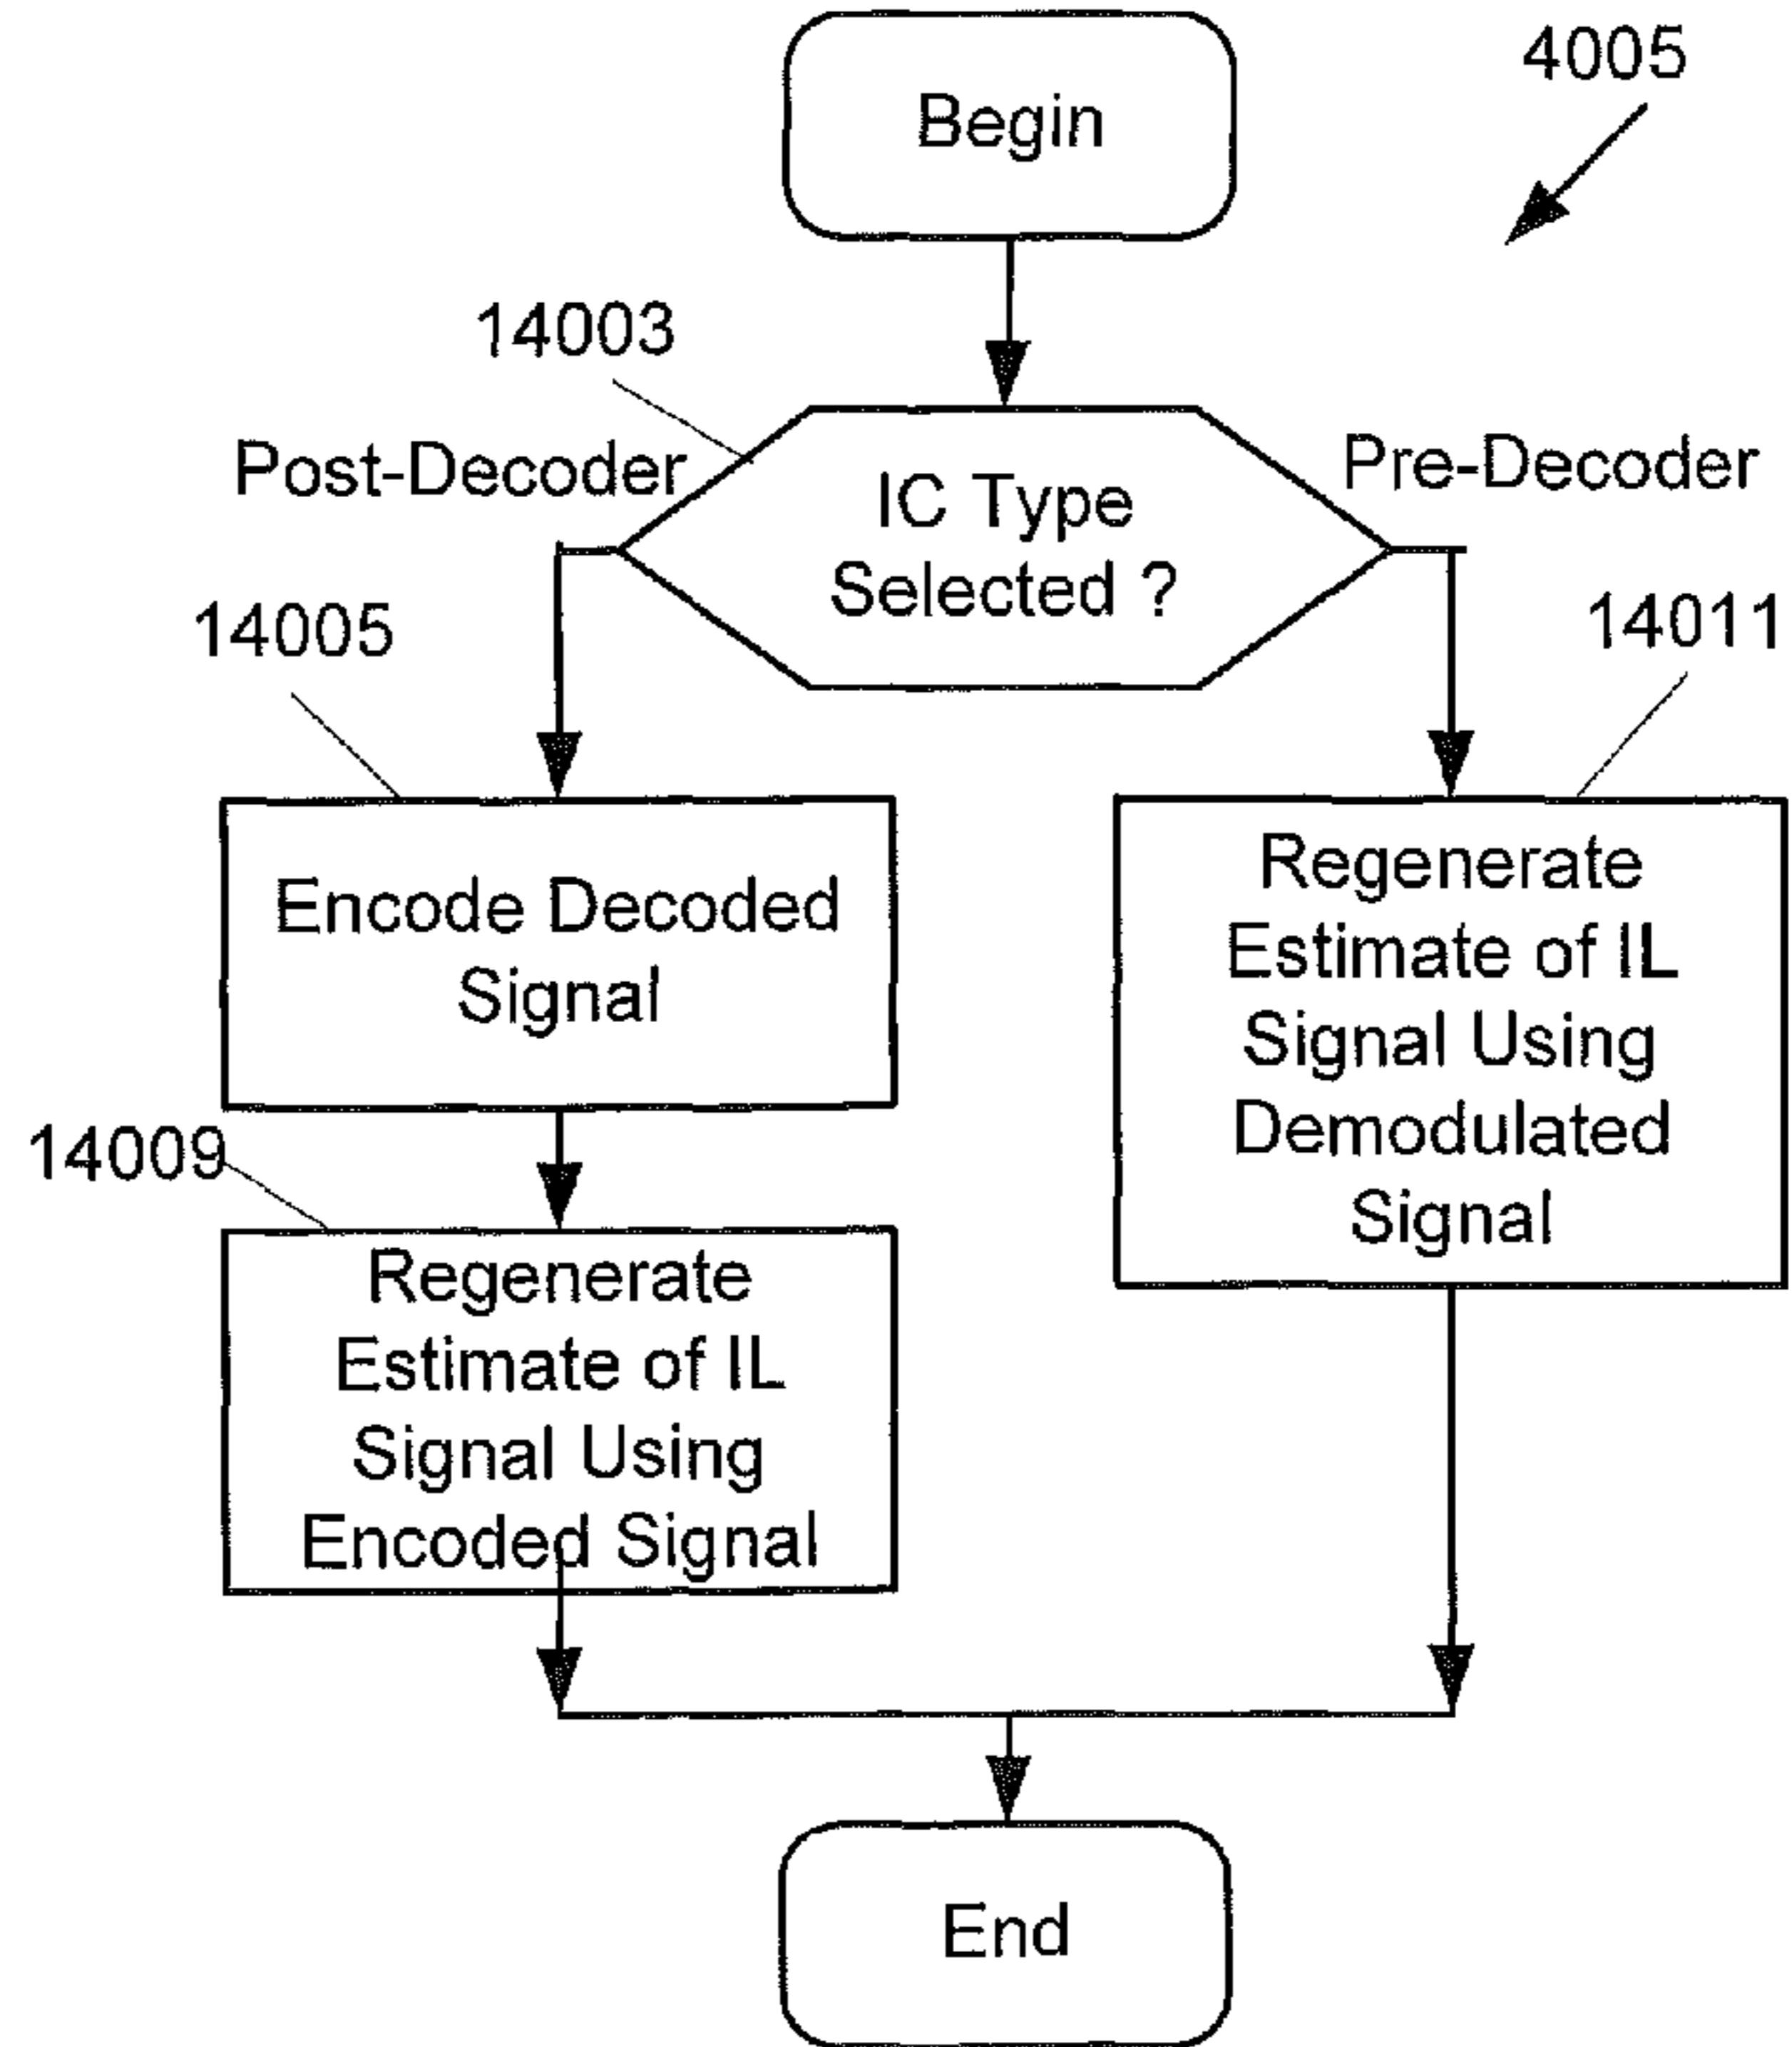 Begin
4005
14003
Post-Decoder
Pre-Decoder
IC Type
Selected ?
14005
14011
Encode Decoded
Signal
Regenerate
Estimate of IL
Signal Using
Demodulated
Signal
14009
Regenerate
Estimate of IL
Signal Using
Encoded Signal
End